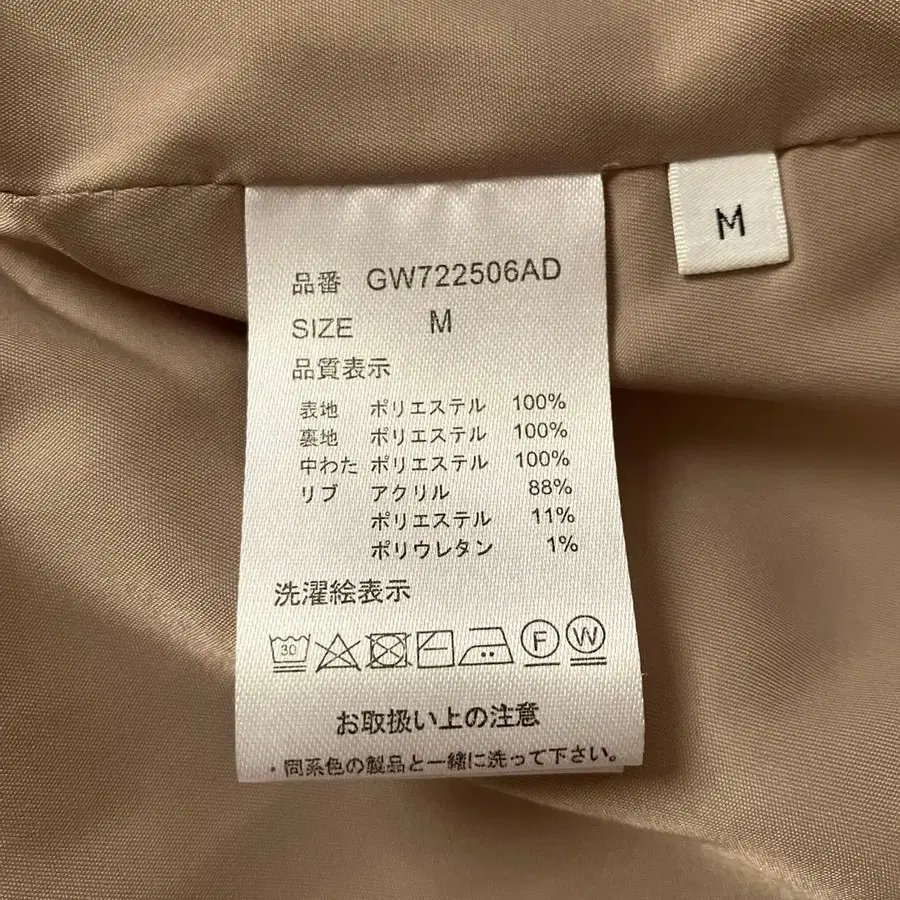 品番 GW722506AD
SIZE M
品質表示
表地 ポリエステル 100%
裏地 ポリエステル 100%
中わた ポリエステル 100%
リブ アクリル 88%
ポリエステル 11%
ポリウレタン 1%
洗濯絵表示
30 F W
お取扱い上の注意
・同系色の製品と一緒に洗って下さい。
M